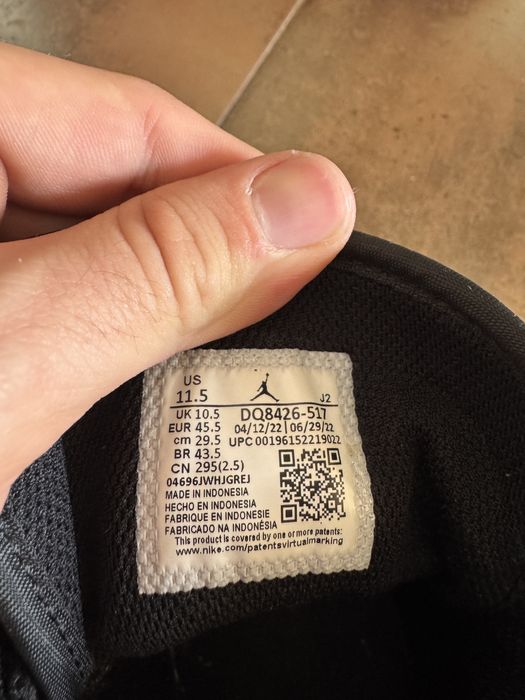 US
11.5
J2
UK 10.5 DQ8426-517
EUR 45.5 04/12/22 | 06/29/22
cm 29.5 UPC 00196152219022
BR 43.5
CN 295(2.5)
04696JWHJGREJ
MADE IN INDONESIA
HECHO EN INDONESIA
FABRIQUE EN INDONESIE
FABRICADO NA INDONÉSIA
This product is covered by one or more patents:
www.nike.com/patentsvirtualmarking